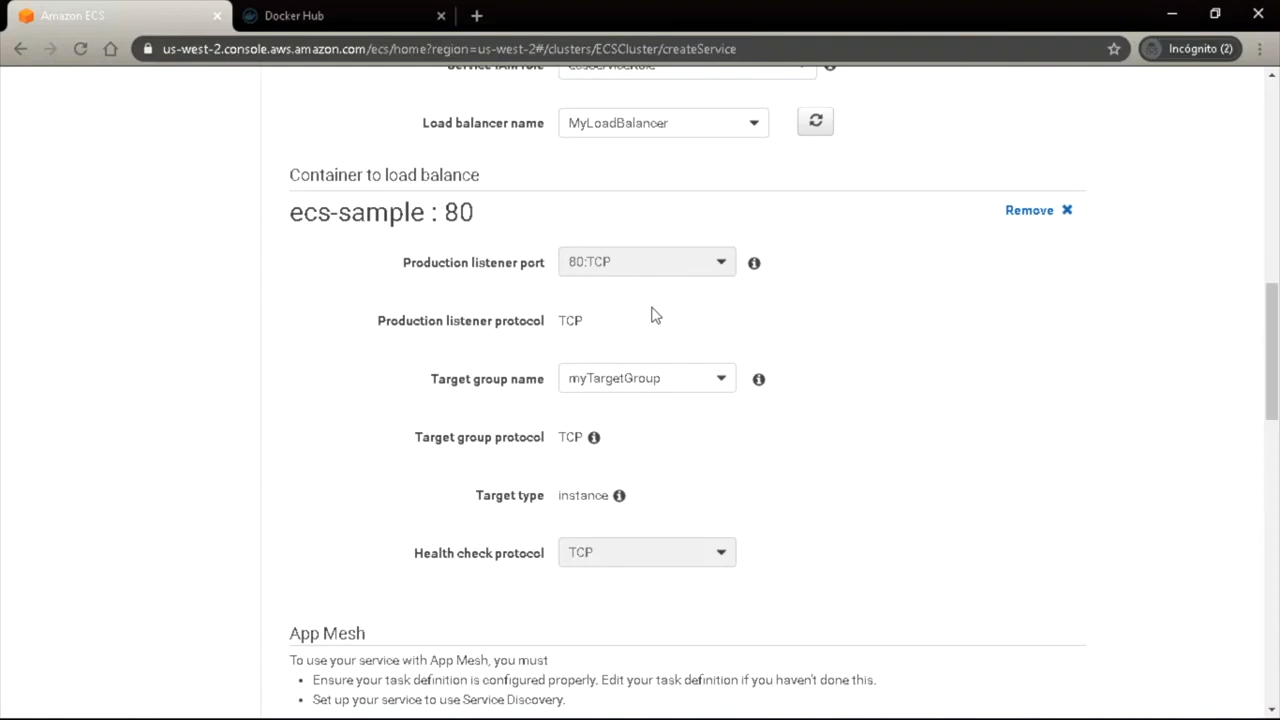 Amazon ECS
Docker Hub
us-west-2.console.aws.amazon.com/ecs/home?region=us-west-2#/clusters/ECSCluster/createService
Incógnito (2)
Service IAM role
ecsServiceRole
Load balancer name
MyLoadBalancer
Container to load balance
ecs-sample : 80
Remove
Production listener port
80:TCP
Production listener protocol
TCP
Target group name
myTargetGroup
Target group protocol
TCP
Target type
instance
Health check protocol
TCP
App Mesh
To use your service with App Mesh, you must
• Ensure your task definition is configured properly. Edit your task definition if you haven't done this.
• Set up your service to use Service Discovery.